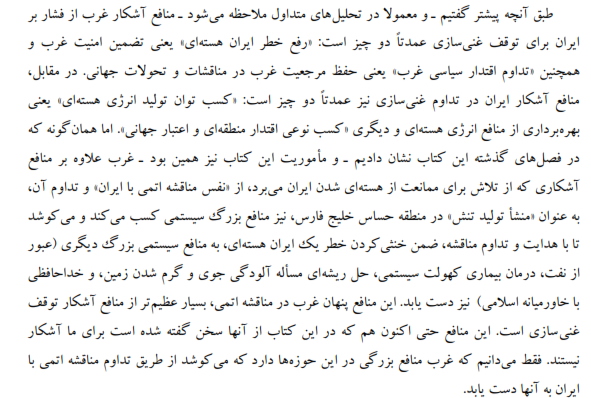 طبق آنچه پیشتر گفتیم ـ و معمولا در تحلیل‌های متداول ملاحظه می‌شود ـ منافع آشکار غرب از فشار بر
ایران برای توقف غنی‌سازی عمدتاً دو چیز است: «رفع خطر ایران هسته‌ای» یعنی تضمین امنیت غرب و
همچنین «تداوم اقتدار سیاسی غرب» یعنی حفظ مرجعیت غرب در مناقشات و تحولات جهانی. در مقابل،
منافع آشکار ایران در تداوم غنی‌سازی نیز عمدتاً دو چیز است: «کسب توان تولید انرژی هسته‌ای» یعنی
بهره‌برداری از منافع انرژی هسته‌ای و دیگری «کسب نوعی اقتدار منطقه‌ای و اعتبار جهانی». اما همان‌گونه که
در فصل‌های گذشته این کتاب نشان دادیم ـ و مأموریت این کتاب نیز همین بود ـ غرب علاوه بر منافع
آشکاری که از تلاش برای ممانعت از هسته‌ای شدن ایران می‌برد، از «نفس مناقشه اتمی با ایران» و تداوم آن،
به عنوان «منشأ تولید تنش» در منطقه حساس خلیج فارس، نیز منافع بزرگ سیستمی کسب می‌کند و می‌کوشد
تا با هدایت و تداوم مناقشه، ضمن خنثی‌کردن خطر یک ایران هسته‌ای، به منافع سیستمی بزرگ دیگری (عبور
از نفت، درمان بیماری کهولت سیستمی، حل ریشه‌ای مسأله آلودگی جوی و گرم شدن زمین، و خداحافظی
با خاورمیانه اسلامی) نیز دست یابد. این منافع پنهان غرب در مناقشه اتمی، بسیار عظیم‌تر از منافع آشکار توقف
غنی‌سازی است. این منافع حتی اکنون هم که در این کتاب از آنها سخن گفته شده است برای ما آشکار
نیستند. فقط می‌دانیم که غرب منافع بزرگی در این حوزه‌ها دارد که می‌کوشد از طریق تداوم مناقشه اتمی با
ایران به آنها دست یابد.